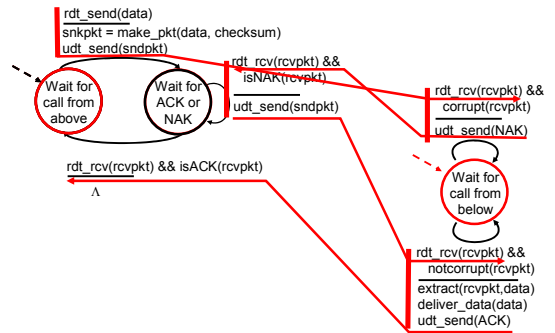 rdt_send(data)
snkpkt = make_pkt(data, checksum)
udt_send(sndpkt)
rdt_rcv(rcvpkt) &&
isNAK(rcvpkt)
udt_send(sndpkt)
Wait for
call from
above
Wait for
ACK or
NAK
rdt_rcv(rcvpkt) &&
corrupt(rcvpkt)
udt_send(NAK)
rdt_rcv(rcvpkt) && isACK(rcvpkt)
Λ
Wait for
call from
below
rdt_rcv(rcvpkt) &&
notcorrupt(rcvpkt)
extract(rcvpkt,data)
deliver_data(data)
udt_send(ACK)